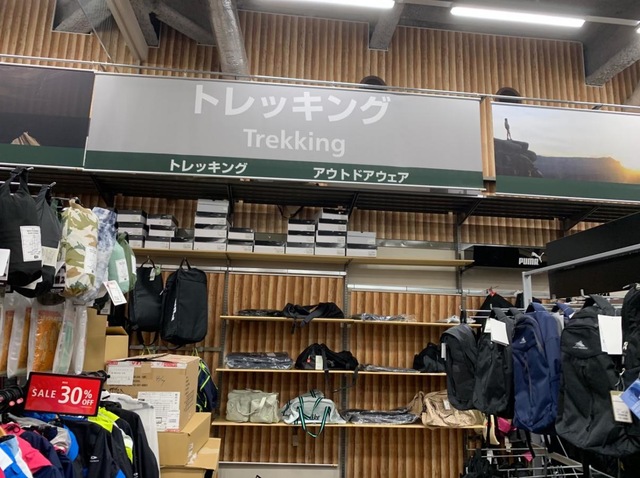 トレッキング
Trekking
トレッキング アウトドアウェア
PUMA
SALE 30%
OFF